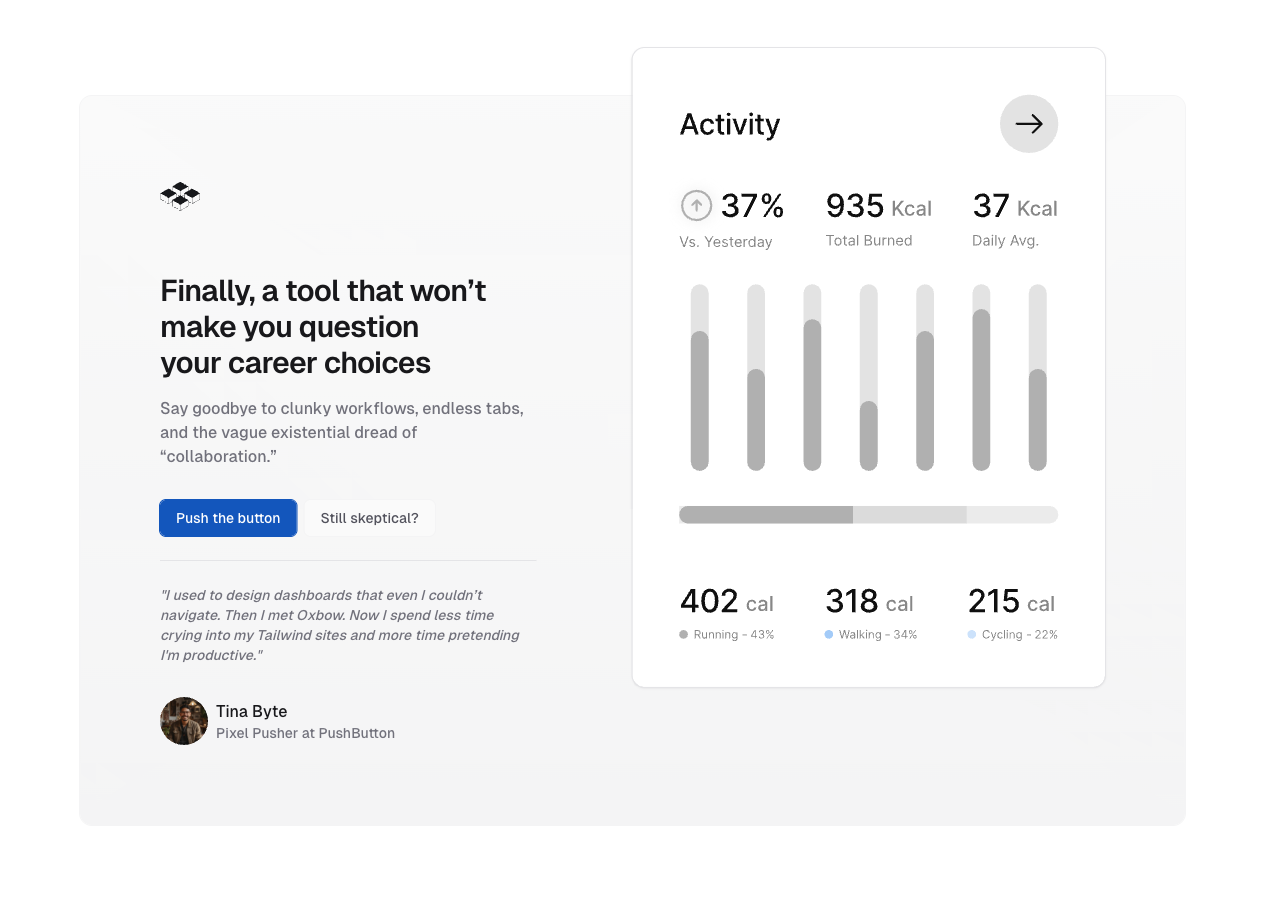 Finally, a tool that won’t
make you question
your career choices
Say goodbye to clunky workflows, endless tabs,
and the vague existential dread of
“collaboration.”
Push the button
Still skeptical?
"I used to design dashboards that even I couldn’t
navigate. Then I met Oxbow. Now I spend less time
crying into my Tailwind sites and more time pretending
I'm productive."
Tina Byte
Pixel Pusher at PushButton
Activity
37%
Vs. Yesterday
935 Kcal
Total Burned
37 Kcal
Daily Avg.
402 cal
Running - 43%
318 cal
Walking - 34%
215 cal
Cycling - 22%